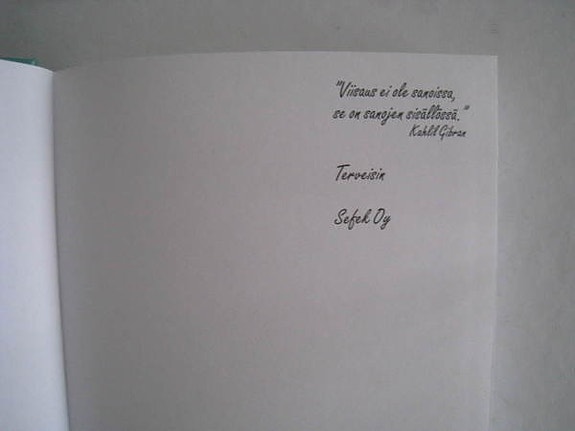 "Viisaus ei ole sanoissa,
se on sanojen sisällössä."
Kahlil Gibran
Terveisin
Sefek Oy